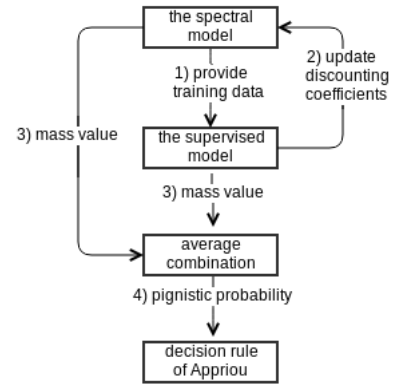 the spectral
model
1) provide
training data
2) update
discounting
coefficients
3) mass value
the supervised
model
3) mass value
average
combination
4) pignistic probability
decision rule
of Appriou